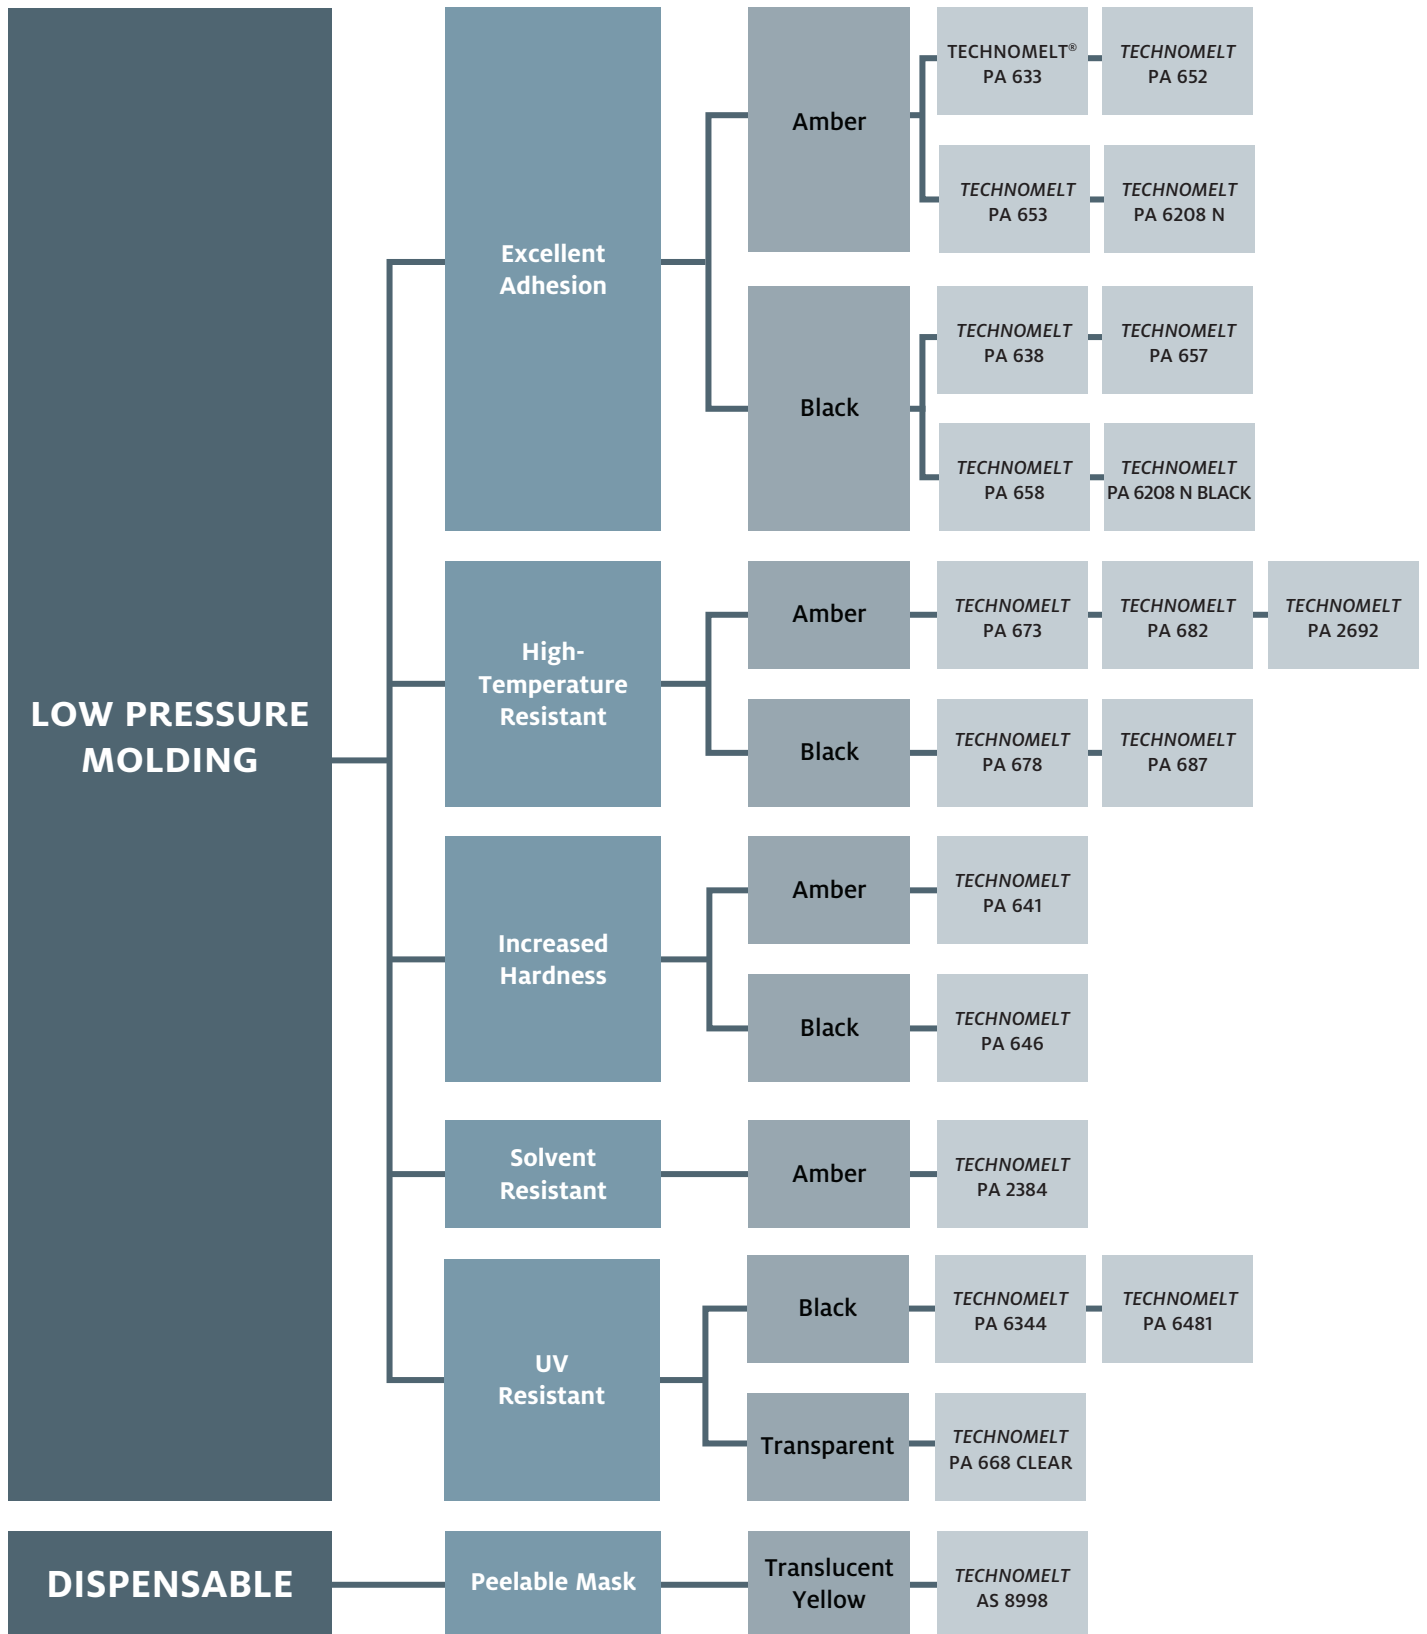 LOW PRESSURE
MOLDING
Excellent
Adhesion
Amber
TECHNOMELT®
PA 633
TECHNOMELT
PA 652
TECHNOMELT
PA 653
TECHNOMELT
PA 6208 N
Black
TECHNOMELT
PA 638
TECHNOMELT
PA 657
TECHNOMELT
PA 658
TECHNOMELT
PA 6208 N BLACK
High-
Temperature
Resistant
Amber
TECHNOMELT
PA 673
TECHNOMELT
PA 682
TECHNOMELT
PA 2692
Black
TECHNOMELT
PA 678
TECHNOMELT
PA 687
Increased
Hardness
Amber
TECHNOMELT
PA 641
Black
TECHNOMELT
PA 646
Solvent
Resistant
Amber
TECHNOMELT
PA 2384
UV
Resistant
Black
TECHNOMELT
PA 6344
TECHNOMELT
PA 6481
Transparent
TECHNOMELT
PA 668 CLEAR
DISPENSABLE
Peelable Mask
Translucent
Yellow
TECHNOMELT
AS 8998